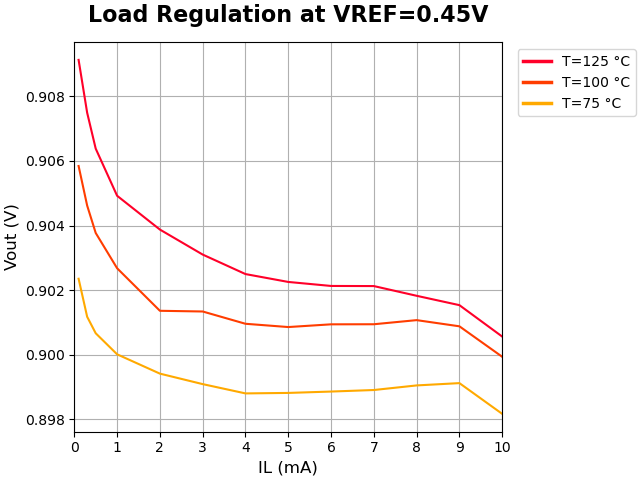 Load Regulation at VREF=0.45V
T=125 °C
T=100 °C
T=75 °C
Vout (V)
0.908
0.906
0.904
0.902
0.900
0.898
0 1 2 3 4 5 6 7 8 9 10
IL (mA)